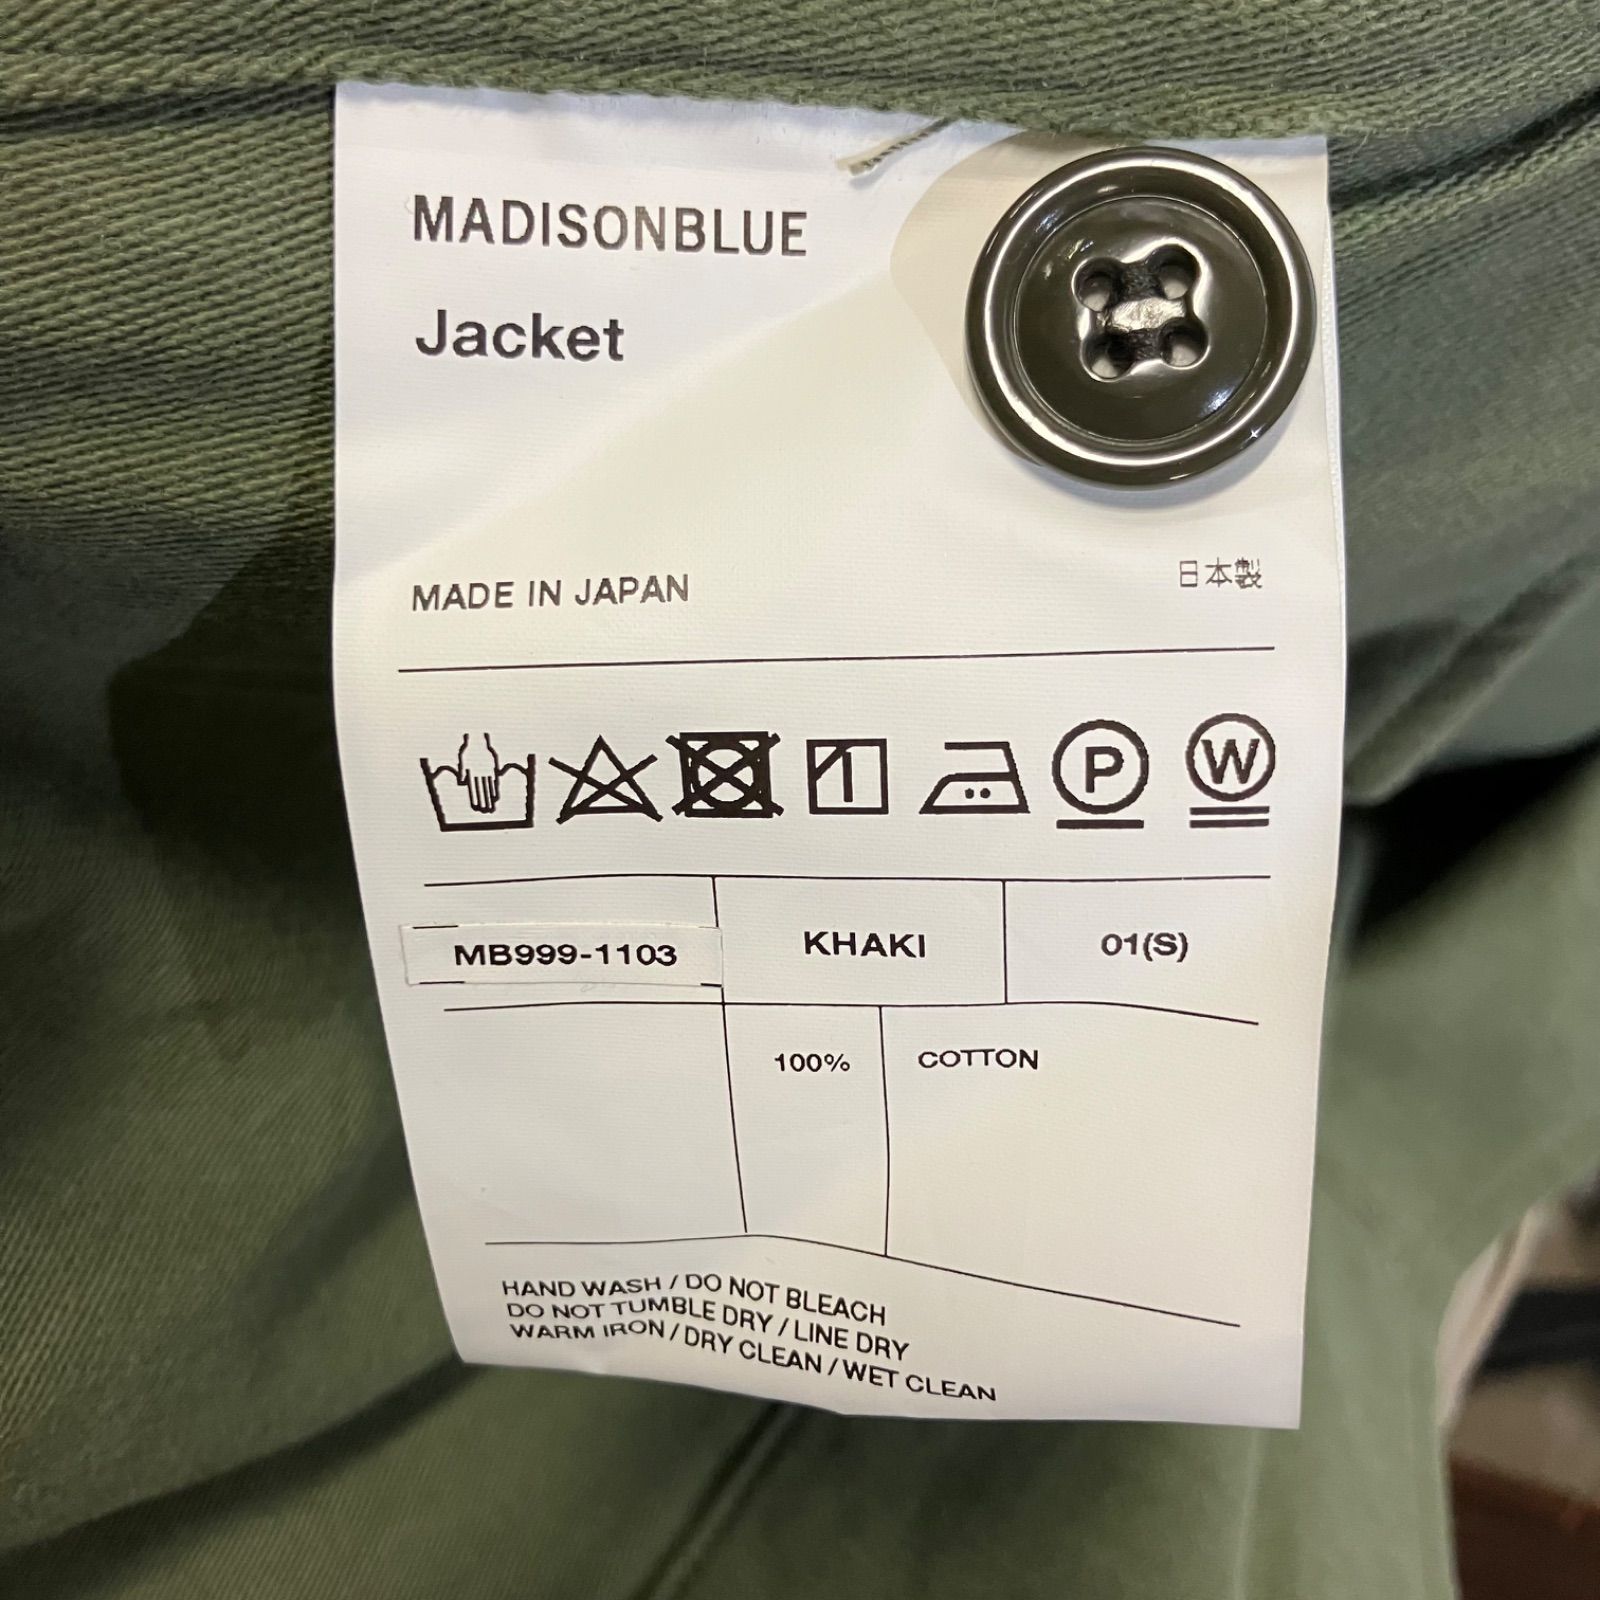 MADISONBLUE
Jacket
MADE IN JAPAN 日本製
P W
MB999-1103 KHAKI 01(S)
100% COTTON
HAND WASH / DO NOT BLEACH
DO NOT TUMBLE DRY / LINE DRY
WARM IRON / DRY CLEAN / WET CLEAN